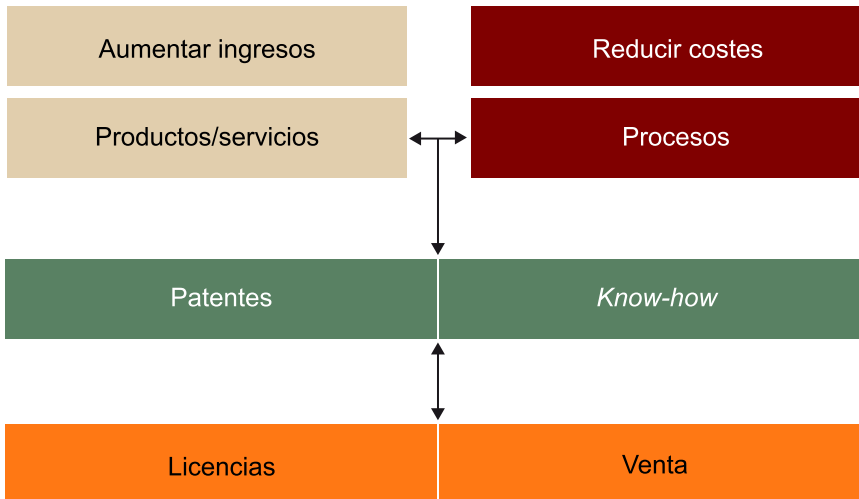 Aumentar ingresos
Reducir costes
Productos/servicios
Procesos
Patentes
Know-how
Licencias
Venta